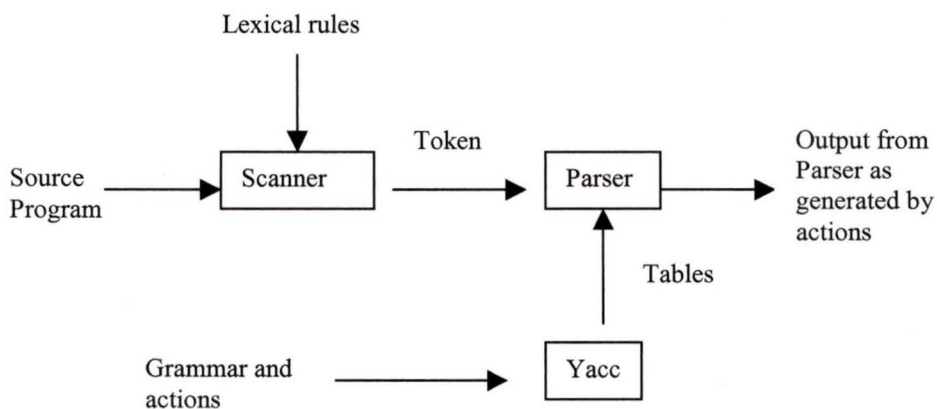 Lexical rules
Token
Output from
Parser as
generated by
actions
Source
Program
Scanner
Parser
Tables
Yacc
Grammar and
actions